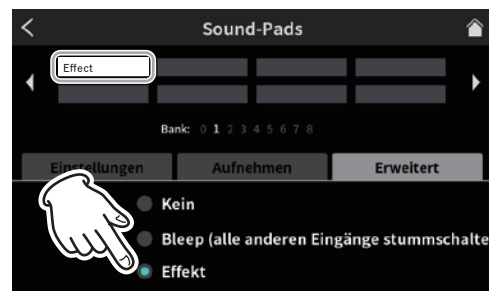 Sound-Pads
Effect
Bank: 0 1 2 3 4 5 6 7 8
Einstellungen Aufnehmen Erweitert
Kein
Bleep (alle anderen Eingänge stummschalte
Effekt